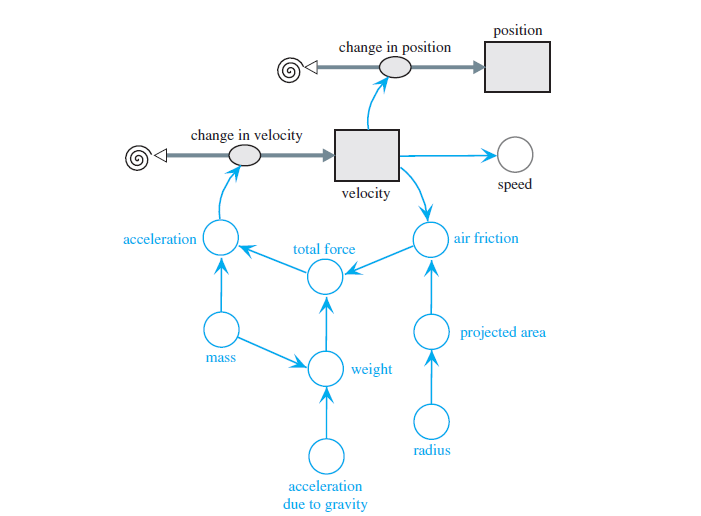 position
change in position
change in velocity
velocity
speed
acceleration
total force
air friction
mass
weight
projected area
radius
acceleration
due to gravity